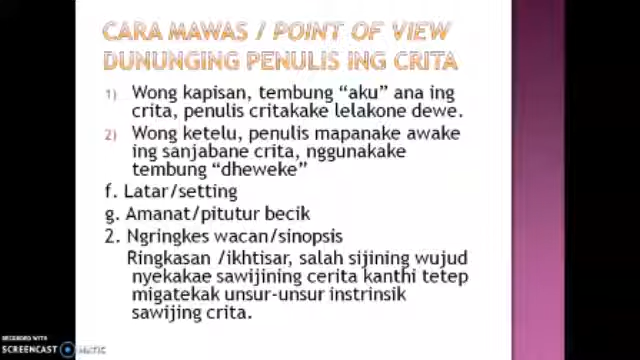 CARA MAWAS / POINT OF VIEW
DUNUNGING PENULIS ING CRITA
1) Wong kapisan, tembung “aku” ana ing
crita, penulis critakake lelakone dewe.
2) Wong ketelu, penulis mapanake awake
ing sanjabane crita, nggunakake
tembung “dheweke”
f. Latar/setting
g. Amanat/pitutur becik
2. Ngringkes wacan/sinopsis
Ringkasan /ikhtisar, salah sijining wujud
nyekakae sawijining cerita kanthi tetep
migatekak unsur-unsur instrinsik
sawijing crita.
RECORDED WITH
SCREENCAST MATIC